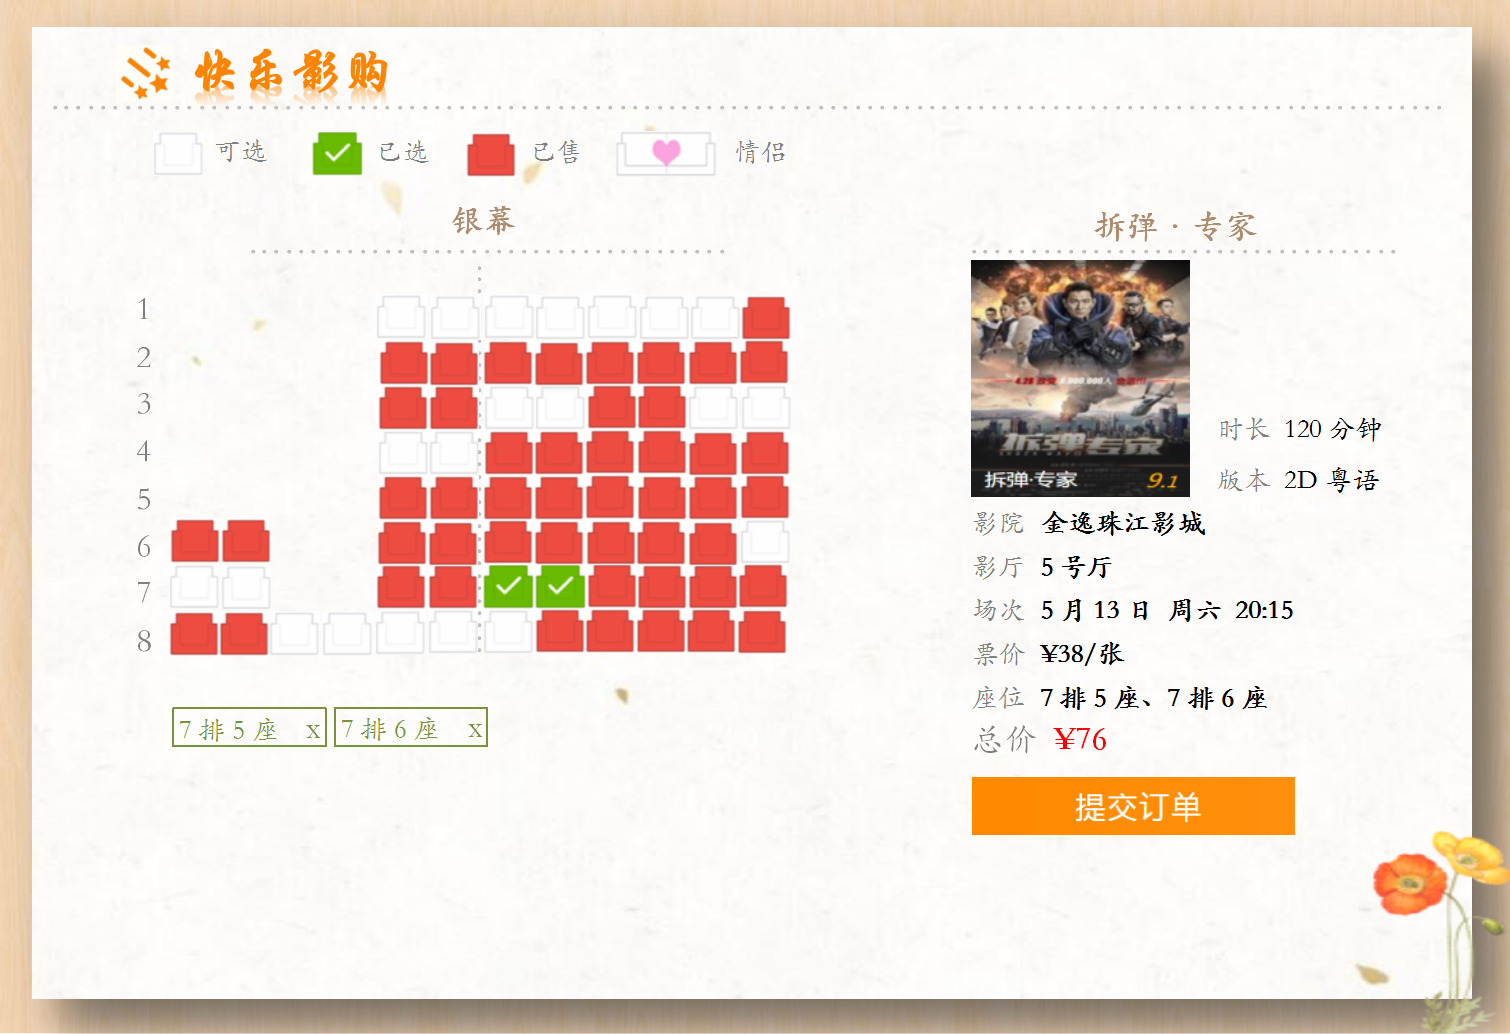 快乐影购
可选 已选 已售 情侣
银幕
1
2
3
4
5
6
7
8
7 排 5 座 x 7 排 6 座 x
拆弹 · 专家
拆弹专家
拆弹·专家 9.1
时长 120 分钟
版本 2D 粤语
影院 金逸珠江影城
影厅 5 号厅
场次 5 月 13 日 周六 20:15
票价 ¥38/张
座位 7 排 5 座、7 排 6 座
总价 ¥76
提交订单